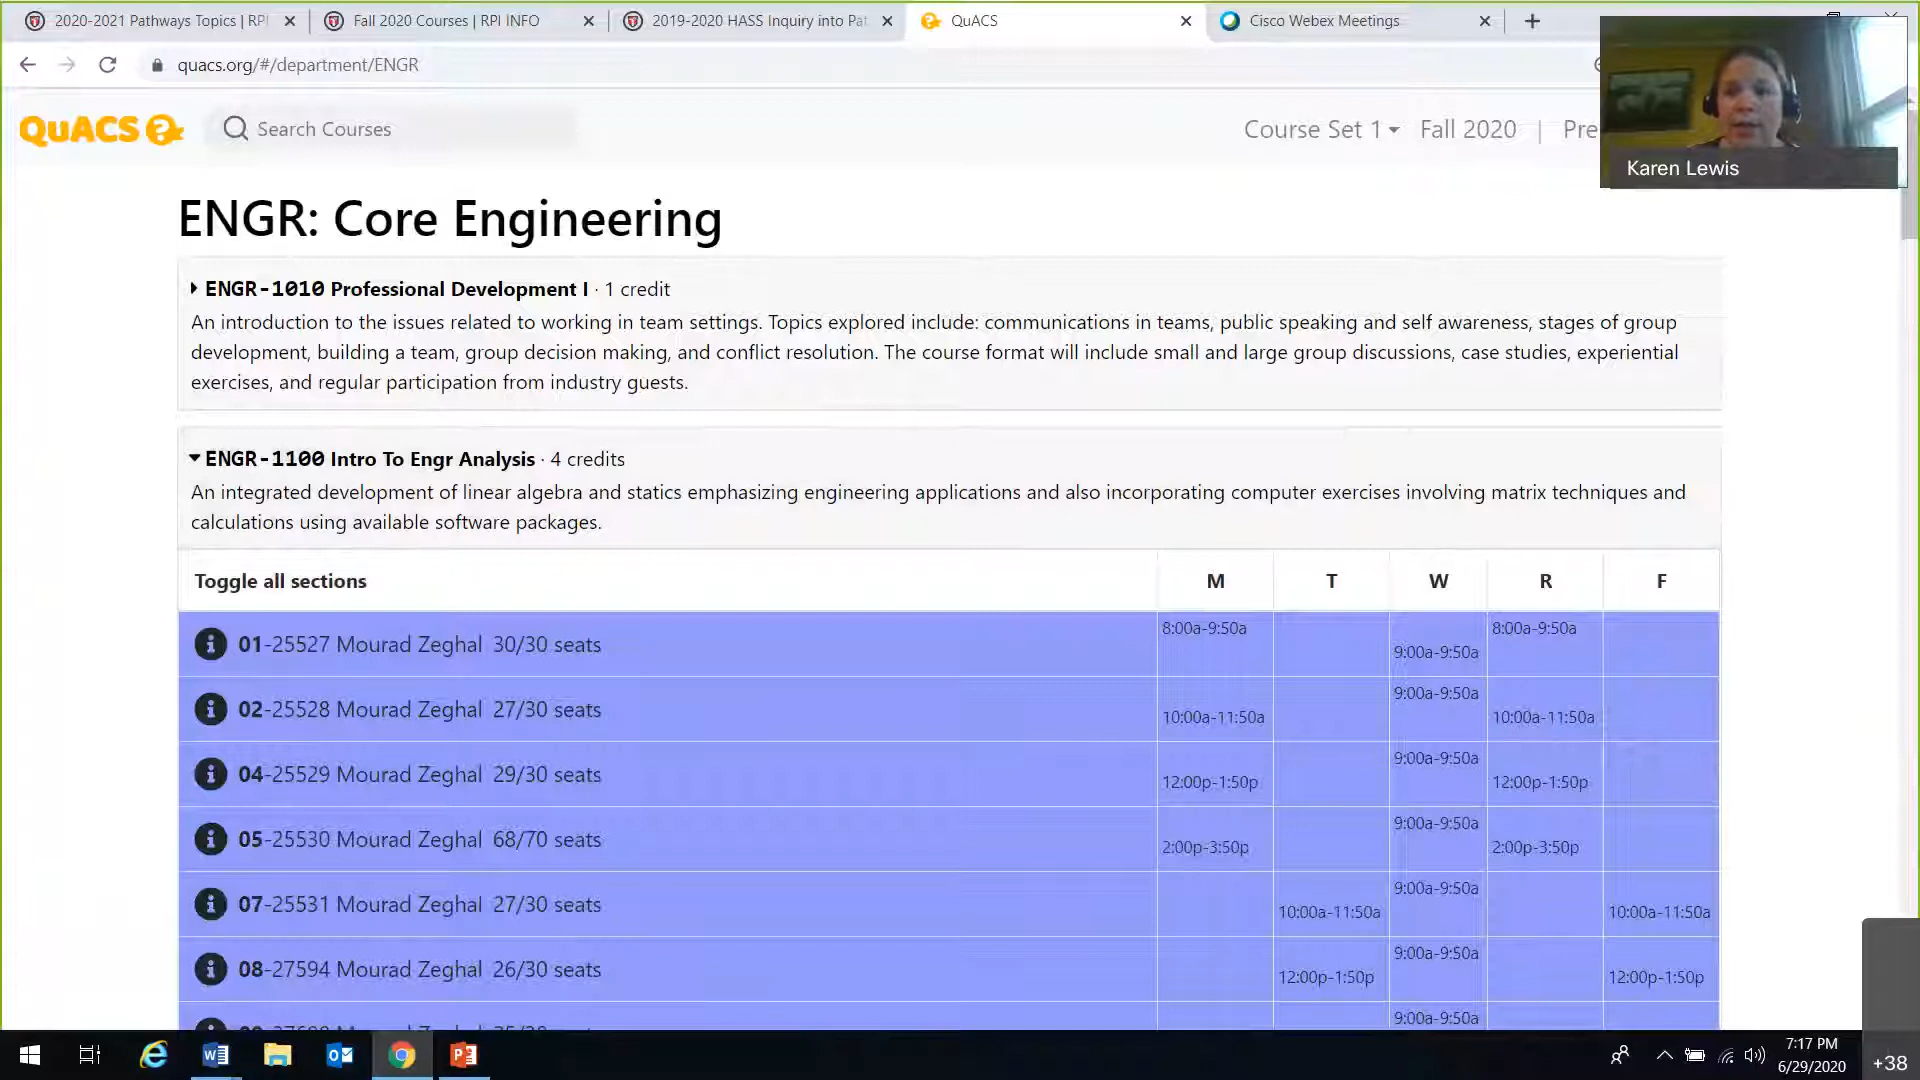 2020-2021 Pathways Topics | RPI
Fall 2020 Courses | RPI INFO
2019-2020 HASS Inquiry into Pat
QuACS
Cisco Webex Meetings
quacs.org/#/department/ENGR
QuACS
Search Courses
Course Set 1
Fall 2020 | Pre
Karen Lewis
ENGR: Core Engineering
ENGR-1010 Professional Development I · 1 credit
An introduction to the issues related to working in team settings. Topics explored include: communications in teams, public speaking and self awareness, stages of group
development, building a team, group decision making, and conflict resolution. The course format will include small and large group discussions, case studies, experiential
exercises, and regular participation from industry guests.
ENGR-1100 Intro To Engr Analysis · 4 credits
An integrated development of linear algebra and statics emphasizing engineering applications and also incorporating computer exercises involving matrix techniques and
calculations using available software packages.
Toggle all sections M T W R F
01-25527 Mourad Zeghal 30/30 seats 8:00a-9:50a 9:00a-9:50a 8:00a-9:50a
02-25528 Mourad Zeghal 27/30 seats 10:00a-11:50a 9:00a-9:50a 10:00a-11:50a
04-25529 Mourad Zeghal 29/30 seats 12:00p-1:50p 9:00a-9:50a 12:00p-1:50p
05-25530 Mourad Zeghal 68/70 seats 2:00p-3:50p 9:00a-9:50a 2:00p-3:50p
07-25531 Mourad Zeghal 27/30 seats 10:00a-11:50a 9:00a-9:50a 10:00a-11:50a
08-27594 Mourad Zeghal 26/30 seats 12:00p-1:50p 9:00a-9:50a 12:00p-1:50p
9:00a-9:50a
7:17 PM
6/29/2020
+38